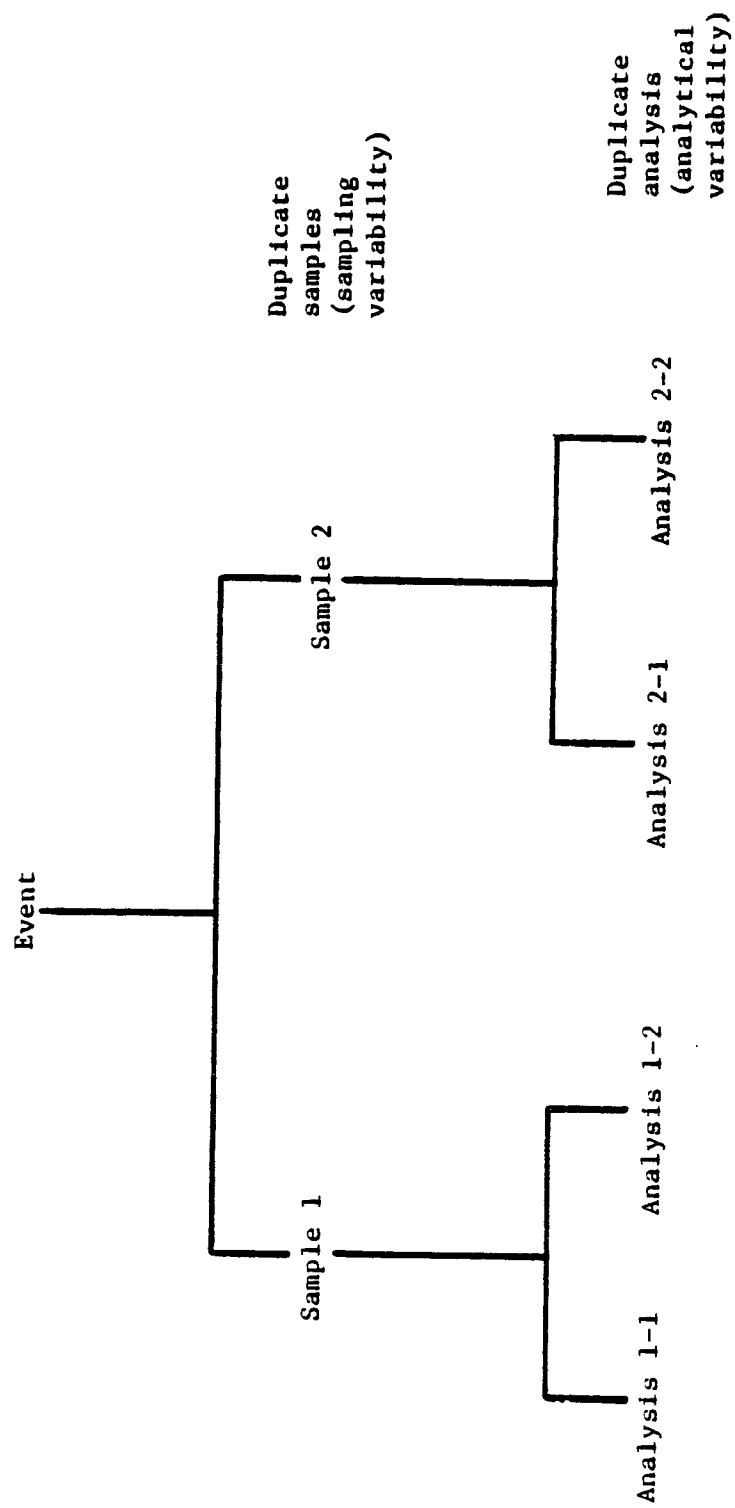 Event
Sample 1
Sample 2
Duplicate
samples
(sampling
variability)
Analysis 1-1
Analysis 1-2
Analysis 2-1
Analysis 2-2
Duplicate
analysis
(analytical
variability)